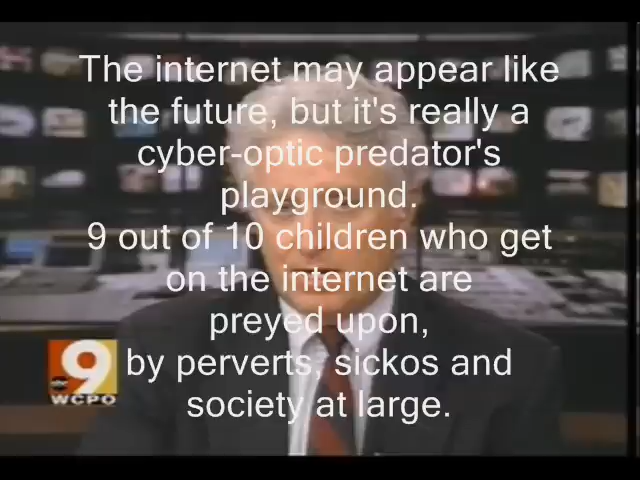 The internet may appear like
the future, but it's really a
cyber-optic predator's
playground.
9 out of 10 children who get
on the internet are
preyed upon,
by perverts, sickos and
society at large.
9
abc
WCPO